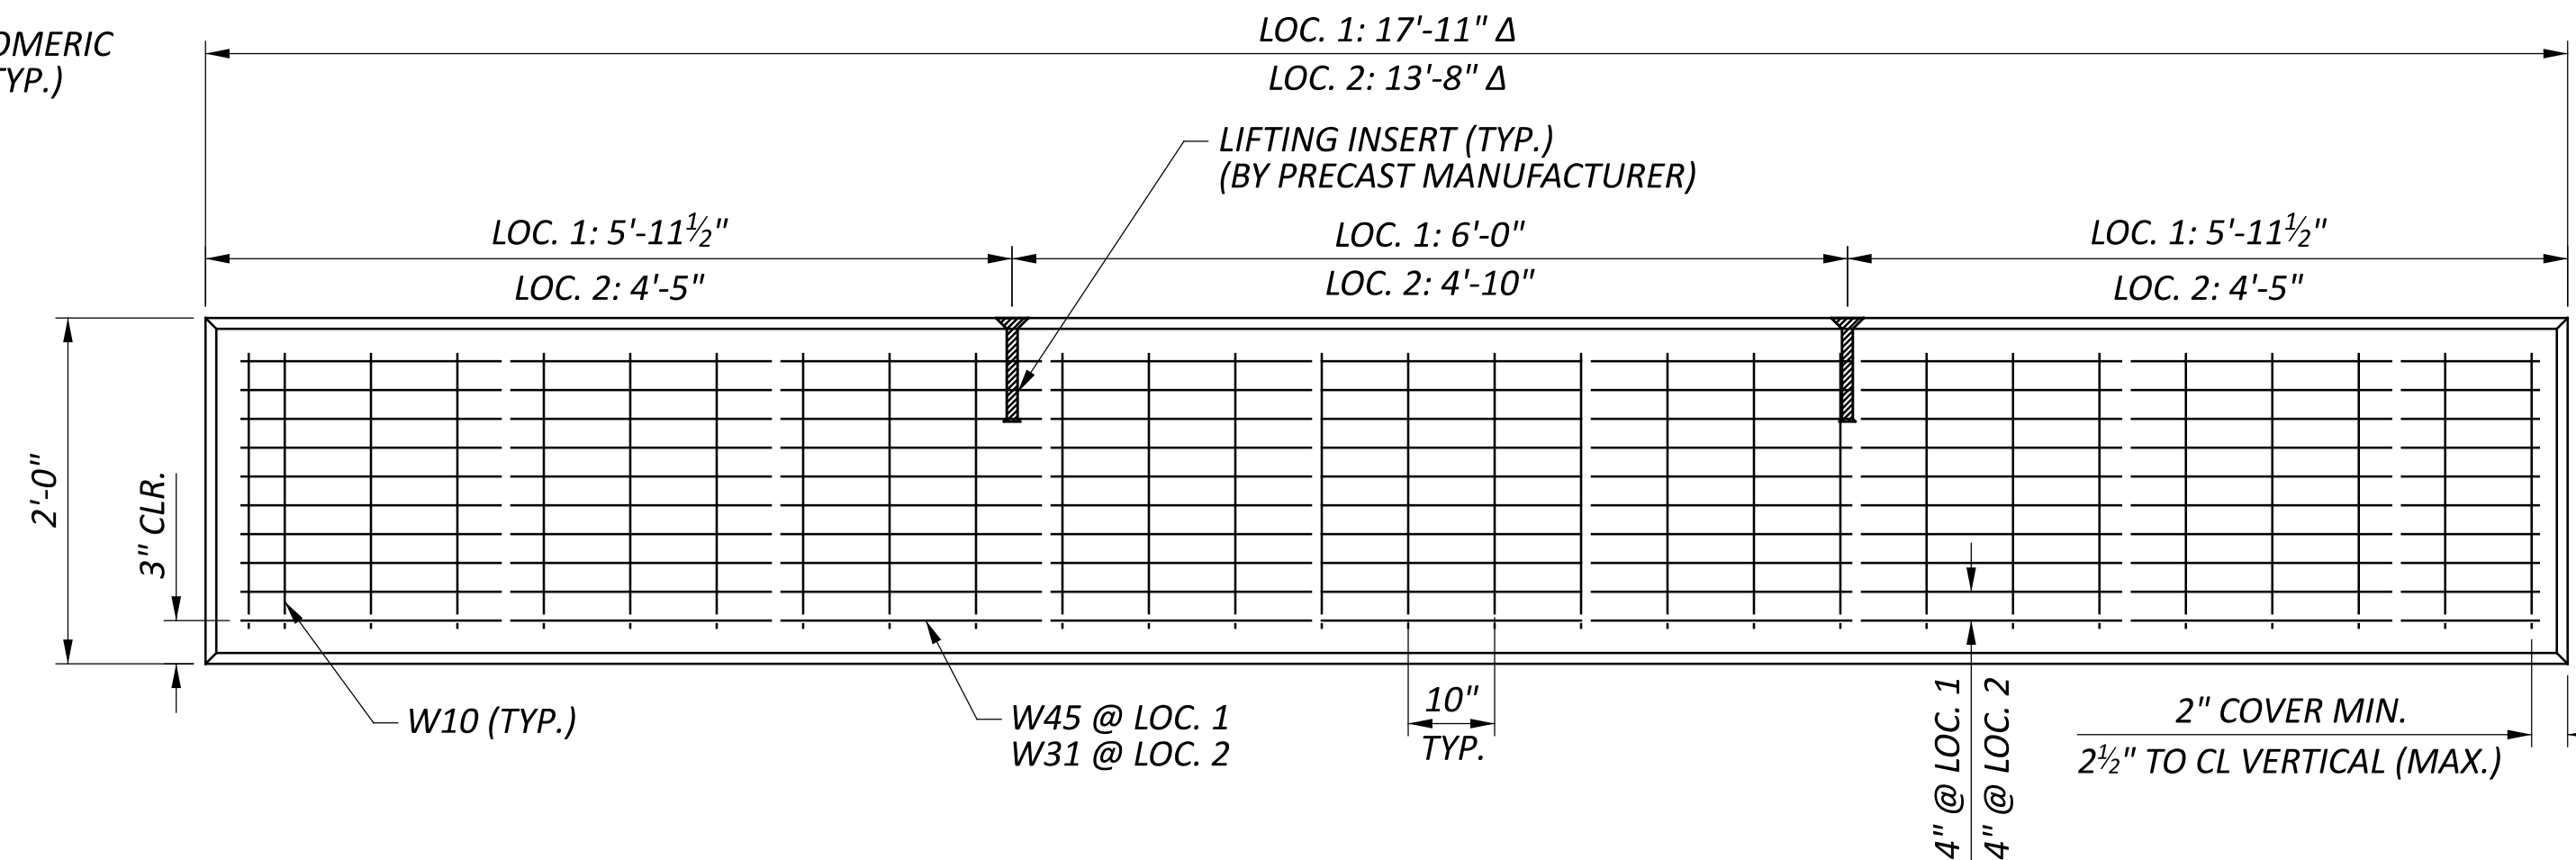 OMERIC
TYP.)
LOC. 1: 17'-11" Δ
LOC. 2: 13'-8" Δ
LIFTING INSERT (TYP.)
(BY PRECAST MANUFACTURER)
LOC. 1: 5'-11½"
LOC. 2: 4'-5"
LOC. 1: 6'-0"
LOC. 2: 4'-10"
LOC. 1: 5'-11½"
LOC. 2: 4'-5"
2'-0"
3" CLR.
W10 (TYP.)
W45 @ LOC. 1
W31 @ LOC. 2
10"
TYP.
4" @ LOC. 1
4" @ LOC. 2
2" COVER MIN.
2½" TO CL VERTICAL (MAX.)